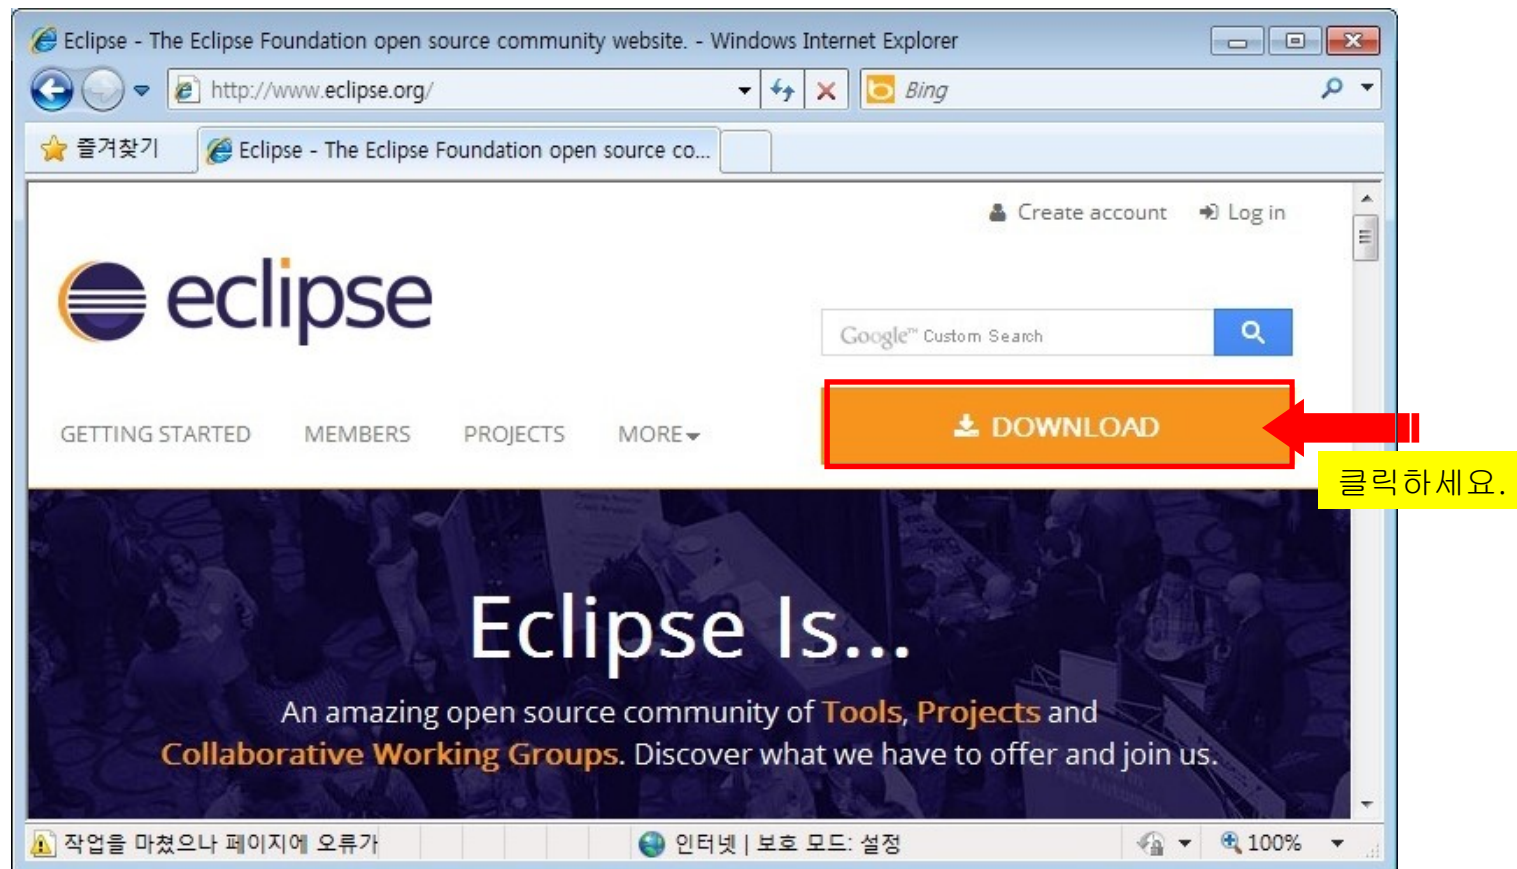 Eclipse - The Eclipse Foundation open source community website. - Windows Internet Explorer
http://www.eclipse.org/
Bing
즐겨찾기
Eclipse - The Eclipse Foundation open source co...
Create account
Log in
eclipse
Google™ Custom Search
GETTING STARTED
MEMBERS
PROJECTS
MORE
DOWNLOAD
클릭하세요.
Eclipse Is...
An amazing open source community of Tools, Projects and
Collaborative Working Groups. Discover what we have to offer and join us.
작업을 마쳤으나 페이지에 오류가
인터넷 | 보호 모드: 설정
100%